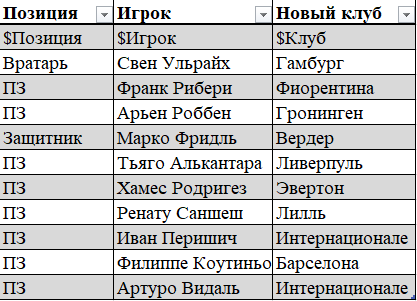 Позиция Игрок Новый клуб
$Позиция $Игрок $Клуб
Вратарь Свен Ульрайх Гамбург
ПЗ Франк Рибери Фиорентина
ПЗ Арьен Роббен Гронинген
Защитник Марко Фридль Вердер
ПЗ Тьяго Алькантара Ливерпуль
ПЗ Хамес Родригез Эвертон
ПЗ Ренату Саншеш Лилль
ПЗ Иван Перишич Интернационале
ПЗ Филиппе Коутиньо Барселона
ПЗ Артуро Видаль Интернационале